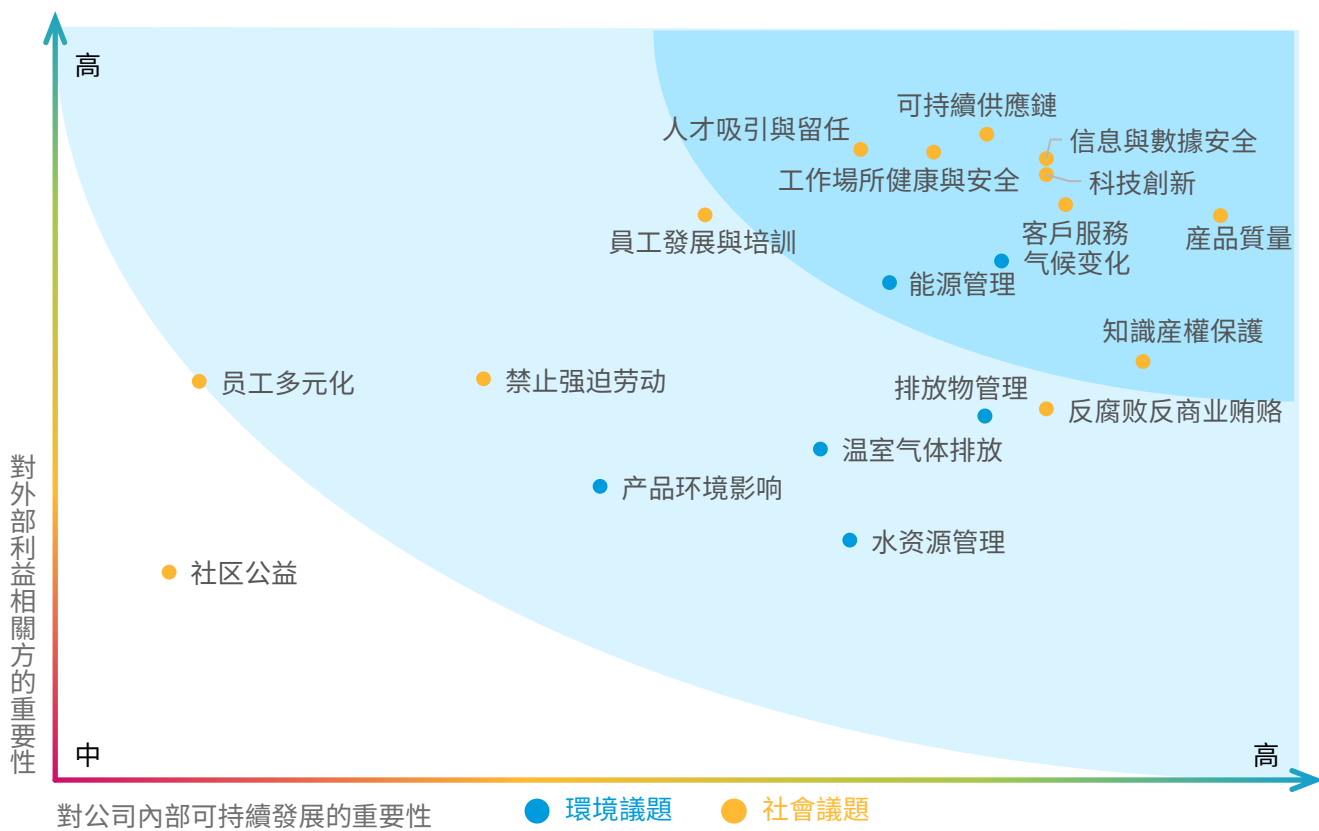 高
可持續供應鏈
人才吸引與留任
信息與數據安全
工作場所健康與安全
科技創新
客戶服務
產品質量
員工發展與培訓
气候变化
能源管理
知識產權保護
员工多元化
禁止强迫劳动
排放物管理
反腐败反商业贿赂
温室气体排放
产品环境影响
水资源管理
社区公益
對外部利益相關方的重要性
中
高
對公司內部可持續發展的重要性
環境議題
社會議題